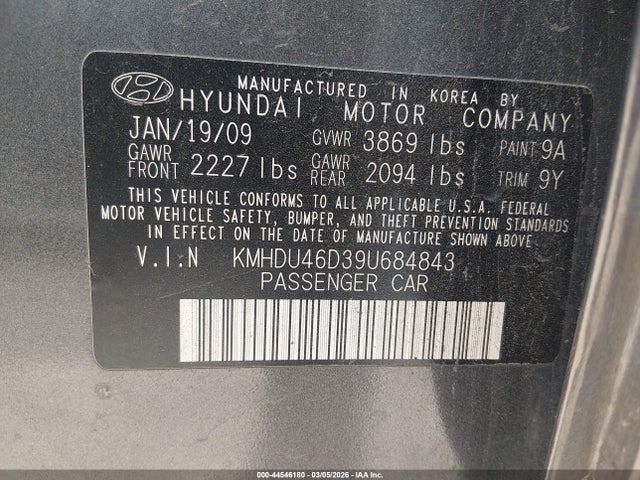 MANUFACTURED IN KOREA BY
HYUNDAI MOTOR COMPANY
JAN/19/09 GVWR 3869 lbs PAINT 9A
GAWR FRONT 2227 lbs GAWR REAR 2094 lbs TRIM 9Y
THIS VEHICLE CONFORMS TO ALL APPLICABLE U.S.A FEDERAL
MOTOR VEHICLE SAFETY, BUMPER, AND THEFT PREVENTION STANDARDS
IN EFFECT ON THE DATE OF MANUFACTURE SHOWN ABOVE.
V.I.N KMHDU46D39U684843
PASSENGER CAR
000-44546180 - 03/05/2026 - IAA Inc.